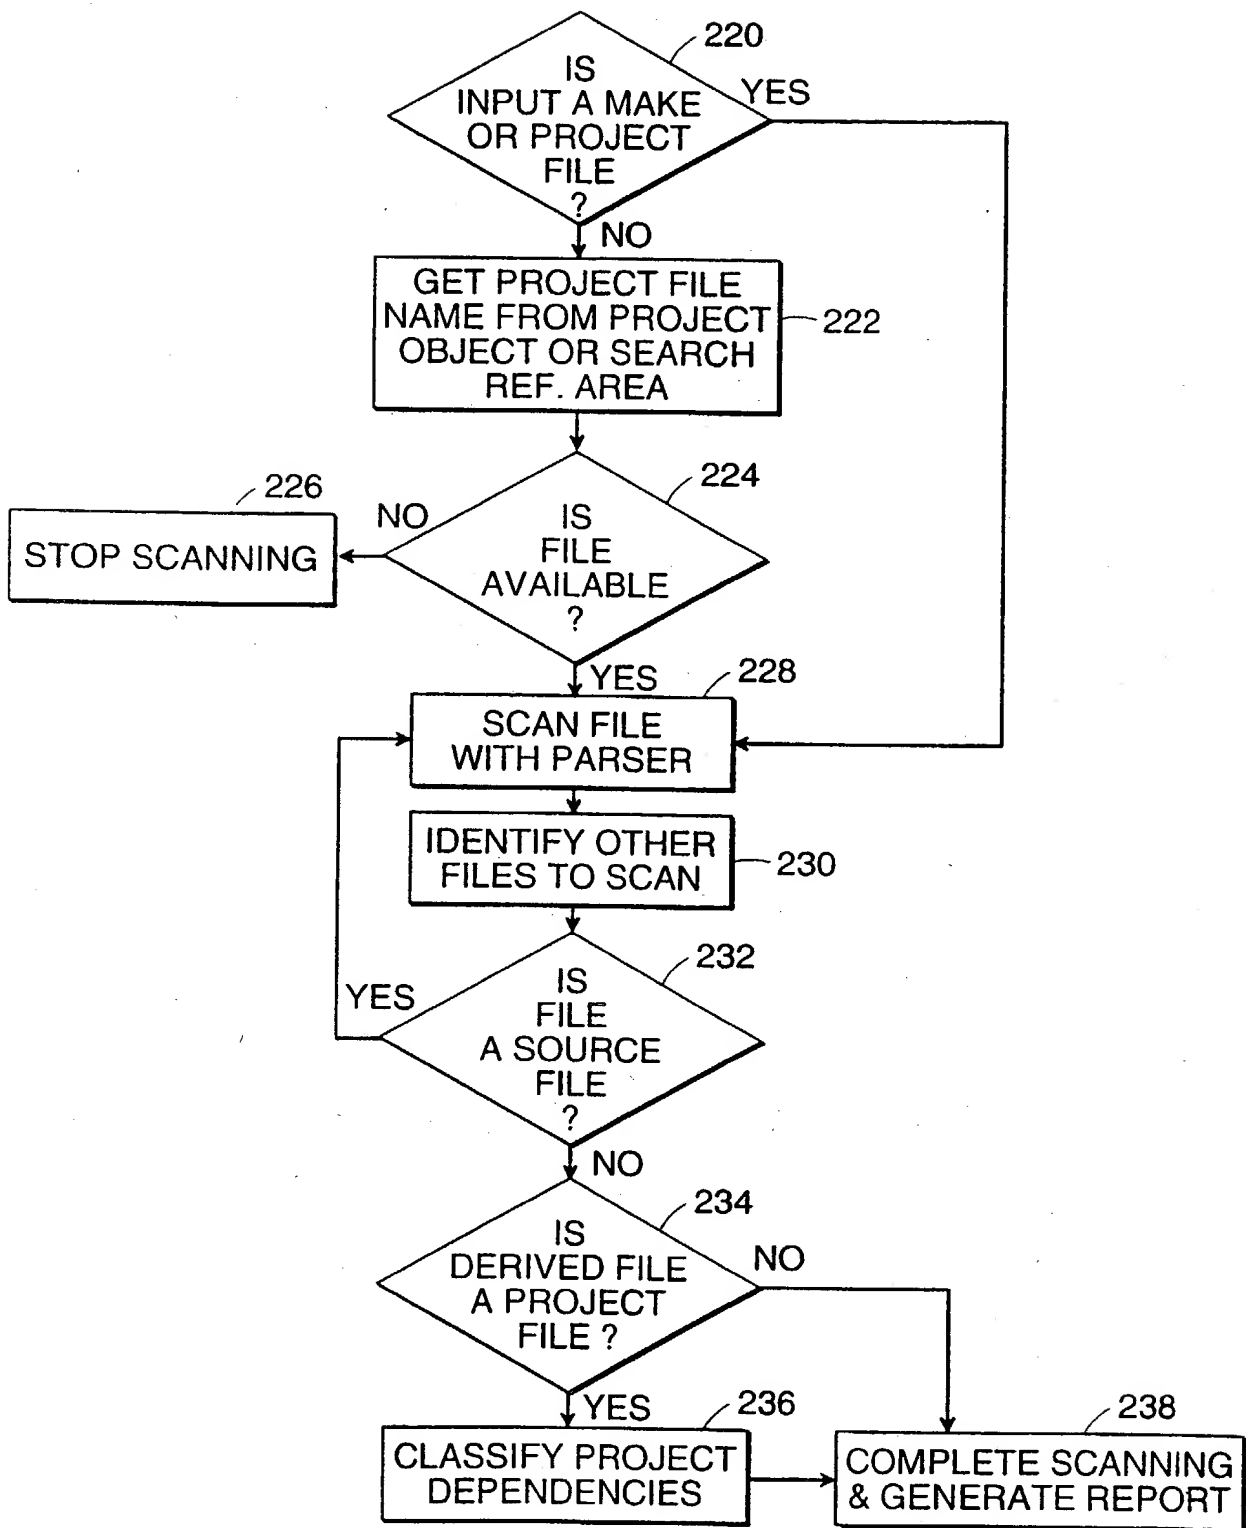 220
IS
INPUT A MAKE
OR PROJECT
FILE
?
YES
NO
GET PROJECT FILE
NAME FROM PROJECT
OBJECT OR SEARCH
REF. AREA
222
224
226
NO
IS
FILE
AVAILABLE
?
STOP SCANNING
YES
228
SCAN FILE
WITH PARSER
IDENTIFY OTHER
FILES TO SCAN
230
232
YES
IS
FILE
A SOURCE
FILE
?
NO
234
IS
DERIVED FILE
A PROJECT
FILE ?
NO
YES
236
CLASSIFY PROJECT
DEPENDENCIES
238
COMPLETE SCANNING
& GENERATE REPORT